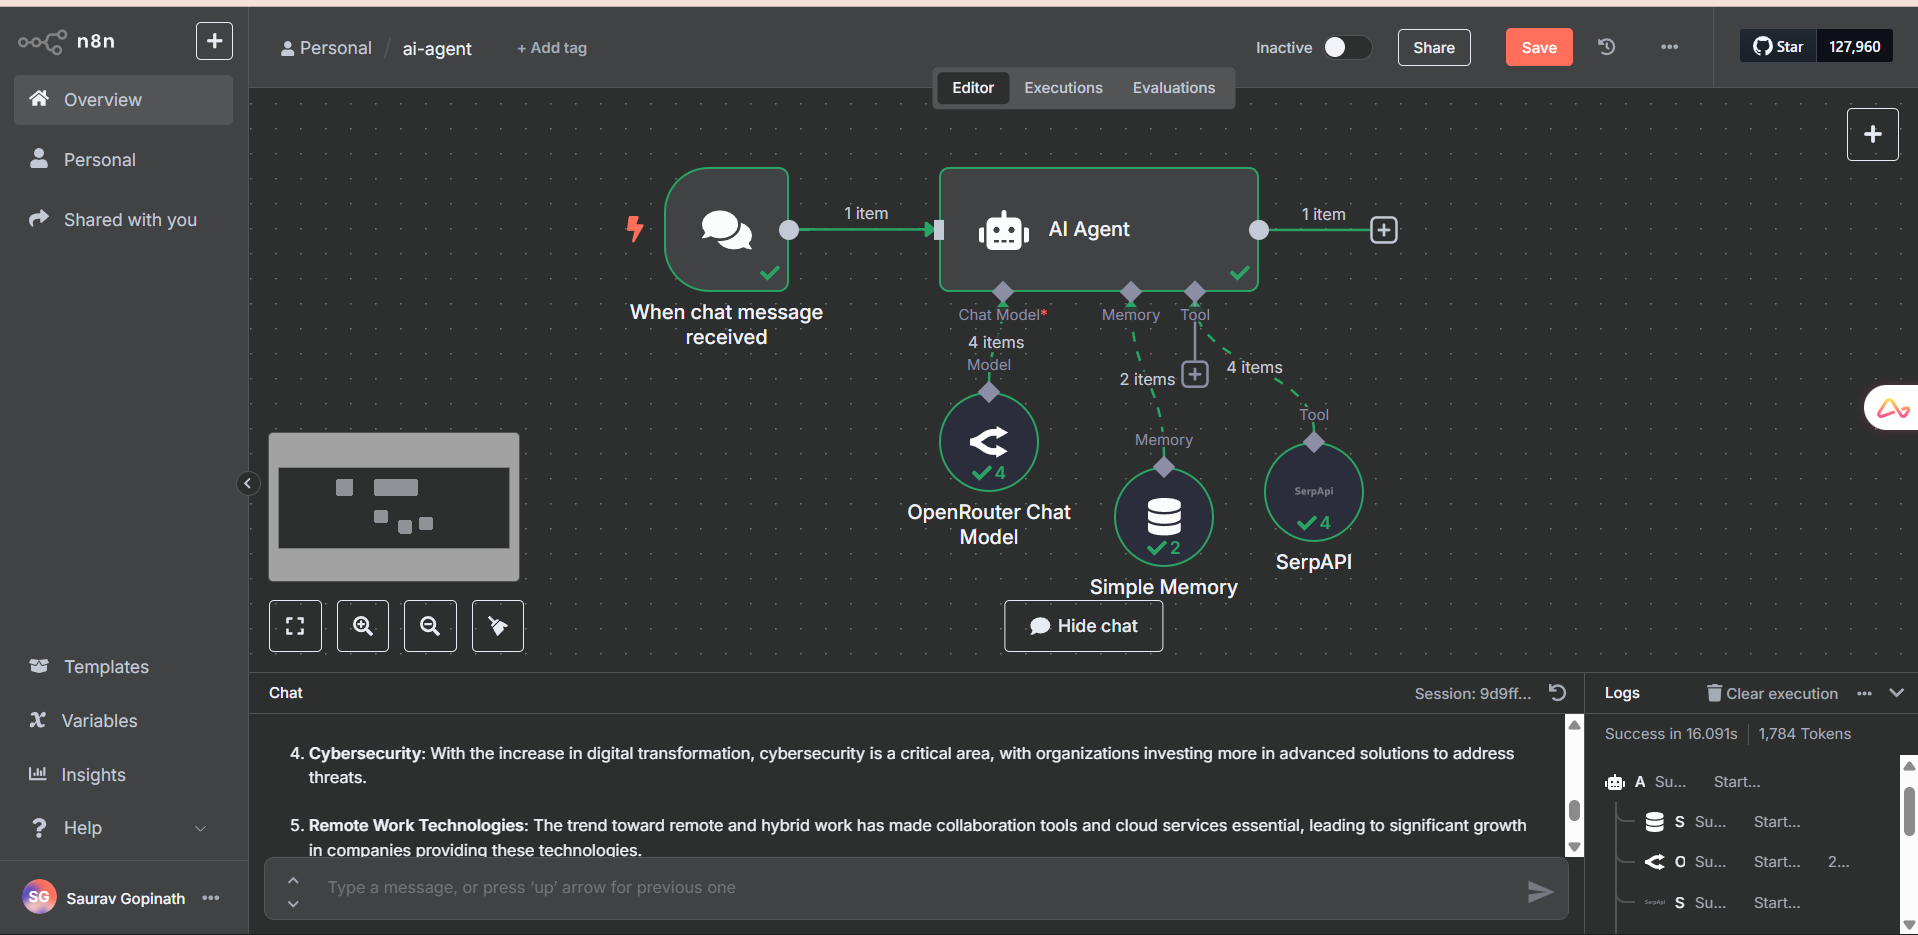 n8n
Personal / ai-agent + Add tag
Inactive
Share
Save
Star 127,960
Editor Executions Evaluations
Overview
Personal
Shared with you
1 item
AI Agent
1 item
When chat message
received
Chat Model*
Memory
Tool
4 items
Model
2 items
4 items
Tool
Memory
4
OpenRouter Chat
Model
2
Simple Memory
SerpApi
4
SerpAPI
Hide chat
Templates
Variables
Insights
Help
SG Saurav Gopinath
Chat
Session: 9d9ff...
4. Cybersecurity: With the increase in digital transformation, cybersecurity is a critical area, with organizations investing more in advanced solutions to address
threats.
5. Remote Work Technologies: The trend toward remote and hybrid work has made collaboration tools and cloud services essential, leading to significant growth
in companies providing these technologies.
Type a message, or press ‘up’ arrow for previous one
Logs
Clear execution
Success in 16.091s 1,784 Tokens
A Su... Start...
S Su... Start...
O Su... Start... 2...
SerpApi S Su... Start...